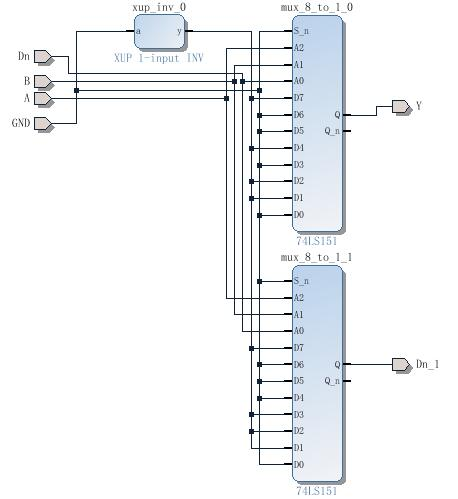 xup_inv_0
a
y
XUP 1-input INV
Dn
B
A
GND
mux_8_to_1_0
S_n
A2
A1
A0
D7
D6
D5
D4
D3
D2
D1
D0
Q
Q_n
74LS151
Y
mux_8_to_1_1
S_n
A2
A1
A0
D7
D6
D5
D4
D3
D2
D1
D0
Q
Q_n
74LS151
Dn_1